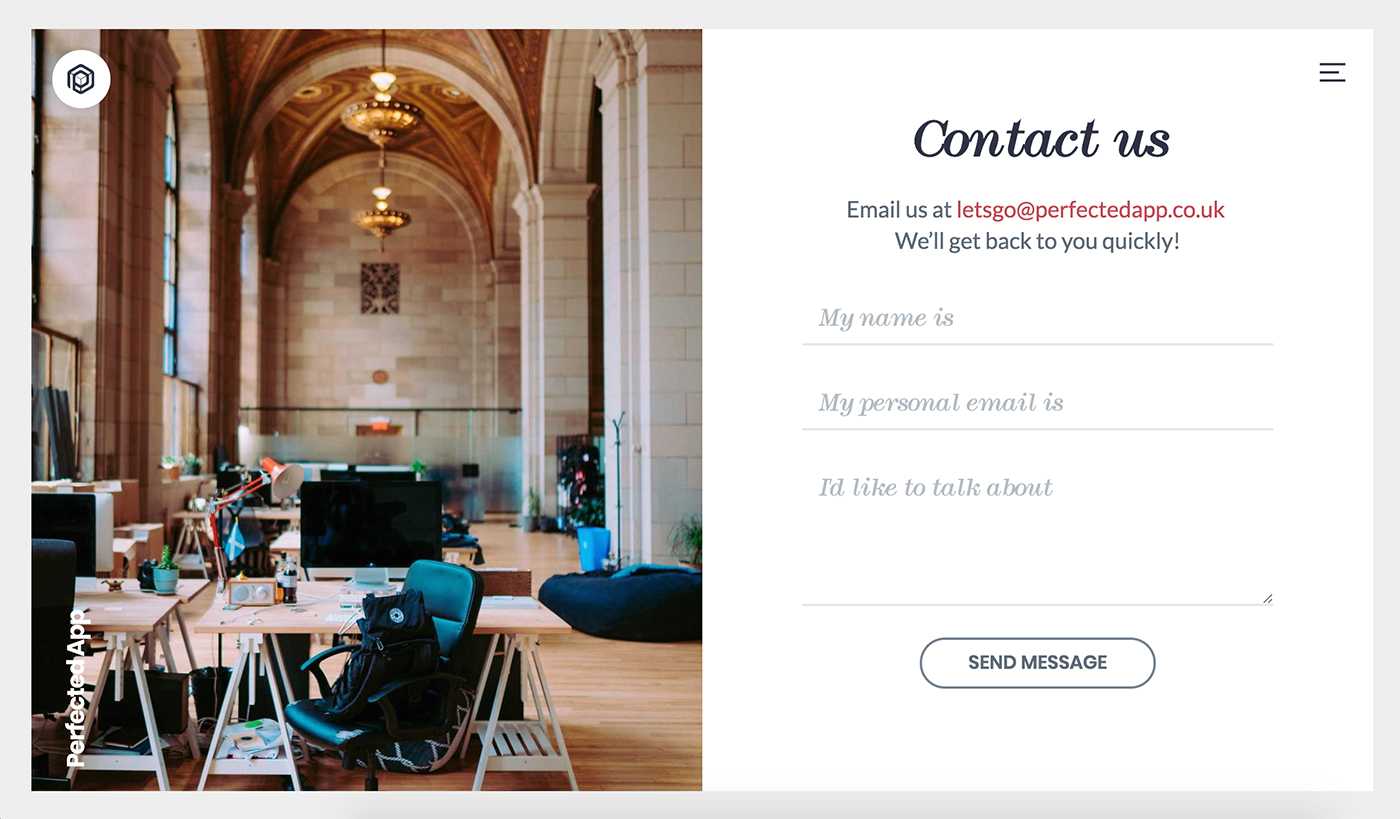 PerfectedApp
Contact us
Email us at letsgo@perfectedapp.co.uk
We'll get back to you quickly!
My name is
My personal email is
I'd like to talk about
SEND MESSAGE